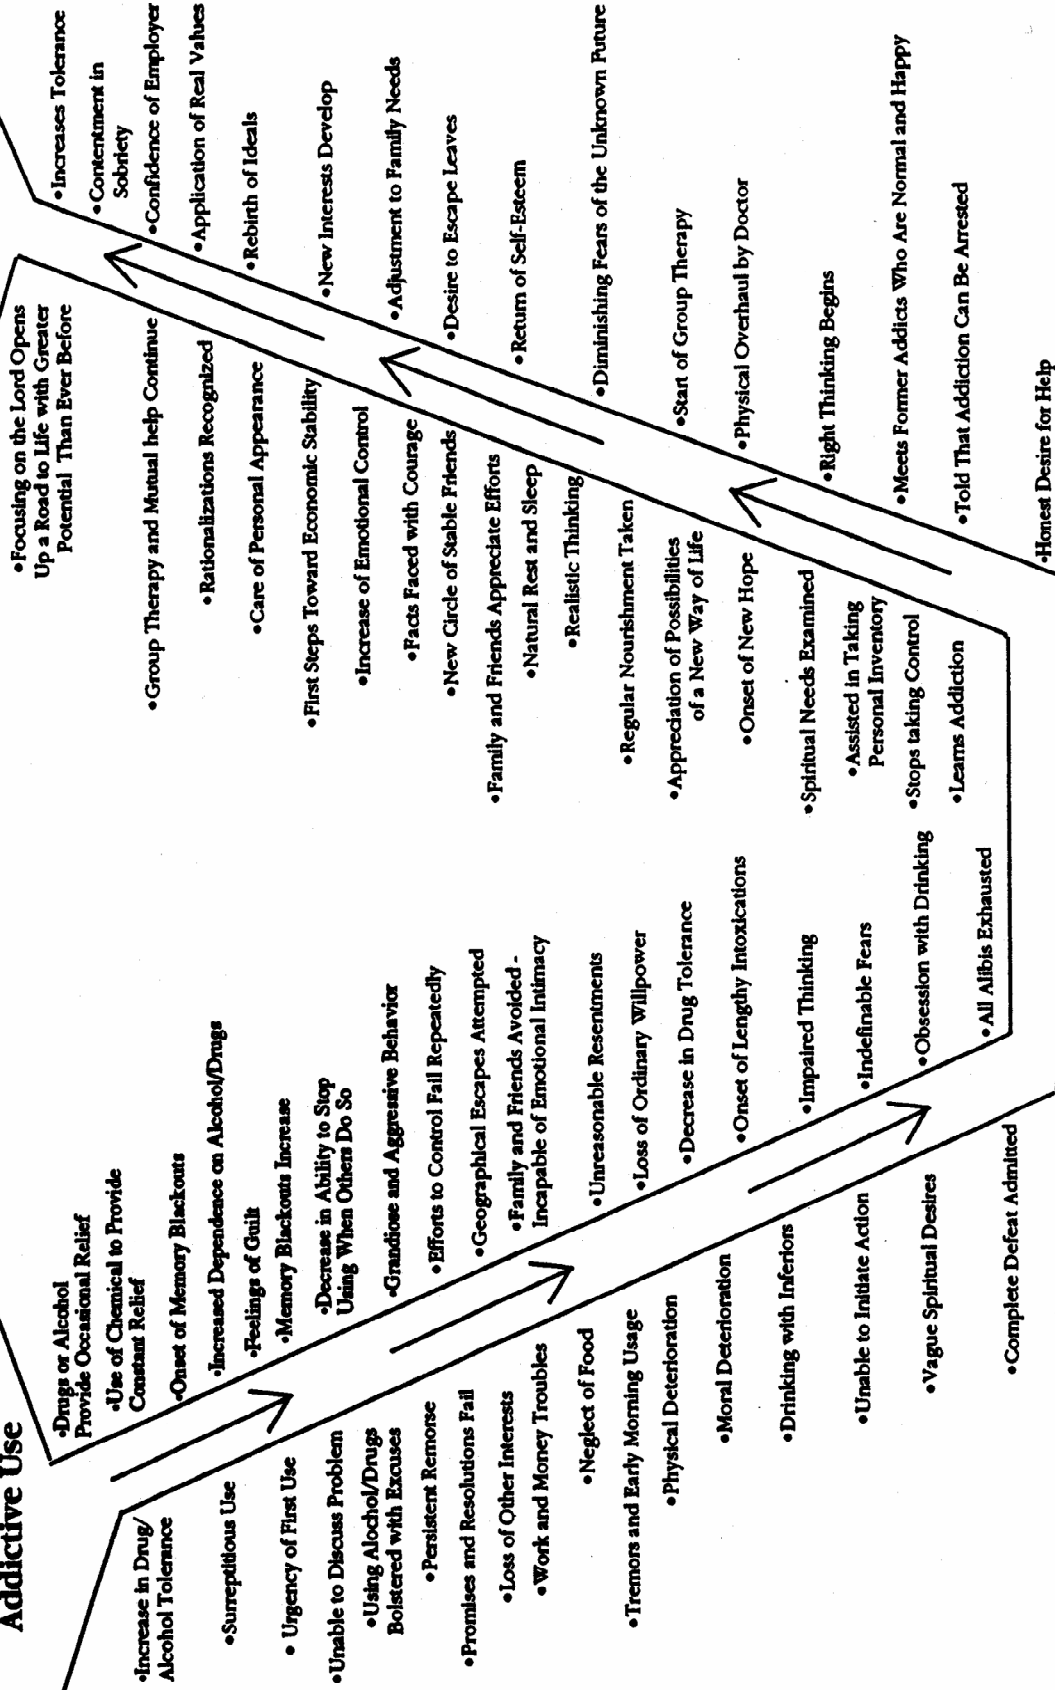 Addictive Use
•Increase in Drug/
Alcohol Tolerance
•Surreptitious Use
• Urgency of First Use
•Unable to Discuss Problem
•Using Alochol/Drugs
Bolstered with Excuses
•Persistent Remorse
•Promises and Resolutions Fail
•Loss of Other Interests
•Work and Money Troubles
•Neglect of Food
•Tremors and Early Morning Usage
•Physical Deterioration
•Moral Deterioration
•Drinking with Inferiors
•Unable to Initiate Action
•Vague Spiritual Desires
•Complete Defeat Admitted
•Drugs or Alcohol
Provide Occasional Relief
•Use of Chemical to Provide
Constant Relief
•Onset of Memory Blackouts
•Increased Dependence on Alcohol/Drugs
•Feelings of Guilt
•Memory Blackouts Increase
•Decrease in Ability to Stop
Using When Others Do So
•Grandiose and Aggressive Behavior
•Efforts to Control Fail Repeatedly
•Geographical Escapes Attempted
•Family and Friends Avoided -
Incapable of Emotional Intimacy
•Unreasonable Resentments
•Loss of Ordinary Willpower
•Decrease in Drug Tolerance
•Onset of Lengthy Intoxications
•Impaired Thinking
•Indefinable Fears
•Obsession with Drinking
•All Alibis Exhausted
•Focusing on the Lord Opens
Up a Road to Life with Greater
Potential Than Ever Before
•Group Therapy and Mutual help Continue
•Rationalizations Recognized
•Care of Personal Appearance
•First Steps Toward Economic Stability
•Increase of Emotional Control
•Facts Faced with Courage
•New Circle of Stable Friends
•Family and Friends Appreciate Efforts
•Natural Rest and Sleep
•Realistic Thinking
•Regular Nourishment Taken
•Appreciation of Possibilities
of a New Way of Life
•Onset of New Hope
•Spiritual Needs Examined
•Assisted in Taking
Personal Inventory
•Stops taking Control
•Learns Addiction
•Increases Tolerance
•Contentment in
Sobriety
•Confidence of Employer
•Application of Real Values
•Rebirth of Ideals
•New Interests Develop
•Adjustment to Family Needs
•Desire to Escape Leaves
•Return of Self-Esteem
•Diminishing Fears of the Unknown Future
•Start of Group Therapy
•Physical Overhaul by Doctor
•Right Thinking Begins
•Meets Former Addicts Who Are Normal and Happy
•Told That Addiction Can Be Arrested
•Honest Desire for Help